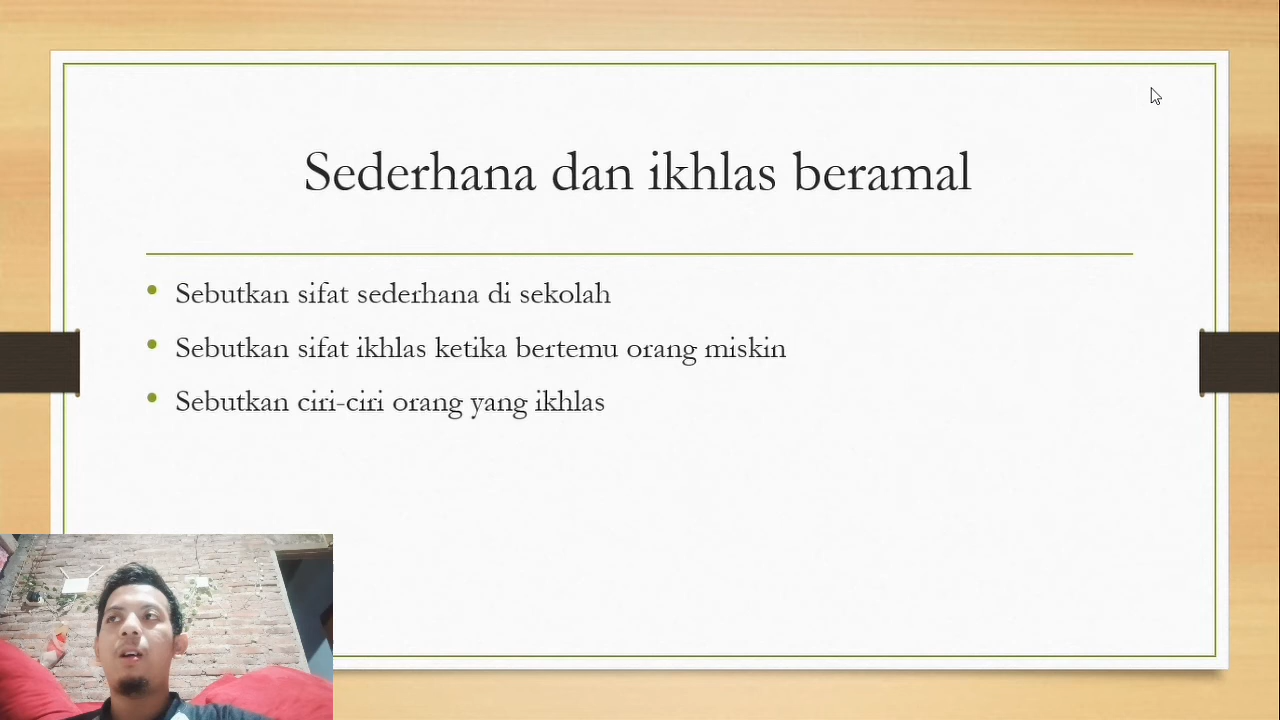 Sederhana dan ikhlas beramal
Sebutkan sifat sederhana di sekolah
Sebutkan sifat ikhlas ketika bertemu orang miskin
Sebutkan ciri-ciri orang yang ikhlas